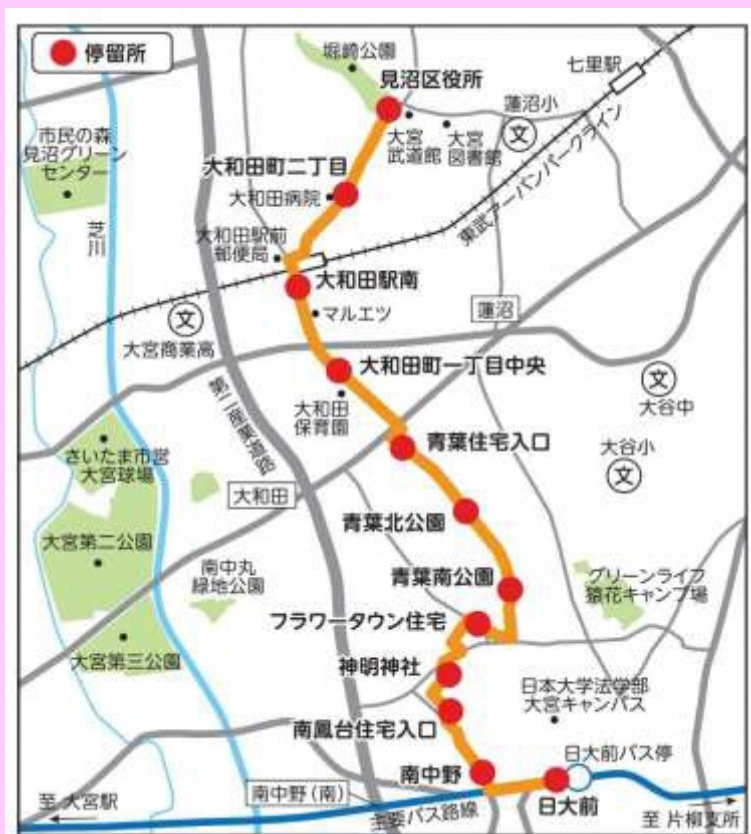 停留所
堀崎公園
見沼区役所
七里駅
蓮沼小
文
大宮
武道館
大宮
図書館
市民の森
見沼グリーン
センター
大和田町二丁目
大和田病院
東武アーバンパークライン
芝川
大和田駅前
郵便局
大和田駅南
マルエツ
蓮沼
文
大宮商業高
大和田町一丁目中央
文
大谷中
第二産業道路
大和田
保育園
さいたま市営
大宮球場
青葉住宅入口
大谷小
文
大和田
青葉北公園
大宮第二公園
南中丸
緑地公園
青葉南公園
グリーンライフ
猿花キャンプ場
フラワータウン住宅
大宮第三公園
神明神社
日本大学法学部
大宮キャンパス
南鳳台住宅入口
日大前バス停
南中野
南中野(南)
日大前
至 大宮駅
主要バス路線
至 片柳支所